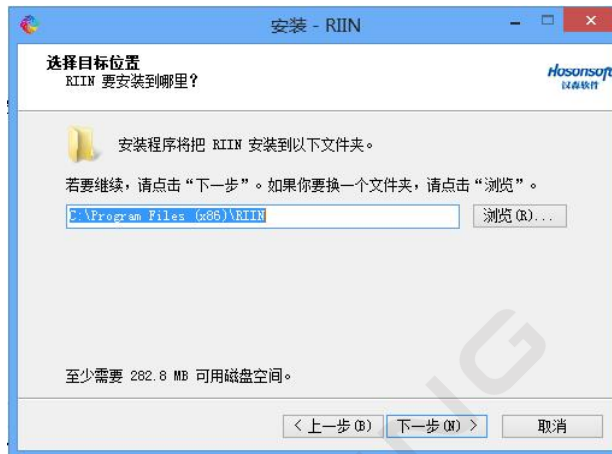 安装 - RIIN
选择目标位置
RIIN 要安装到哪里?
Hosonsoft
汉森软件
安装程序将把 RIIN 安装到以下文件夹。
若要继续，请点击“下一步”。如果你要换一个文件夹，请点击“浏览”。
C:\Program Files (x86)\RIIN
浏览(R)...
至少需要 282.8 MB 可用磁盘空间。
< 上一步(B)
下一步(N) >
取消